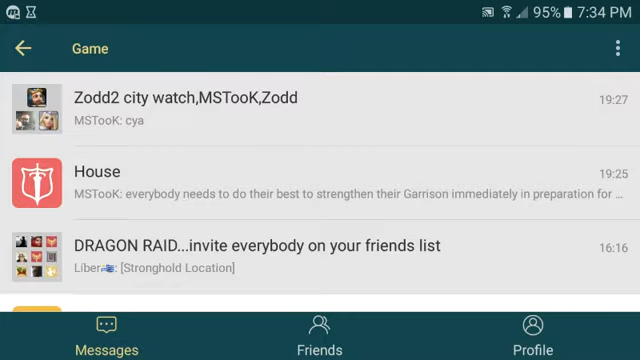 95% 7:34 PM
Game
Zodd2 city watch,MSTooK,Zodd
19:27
MSTooK: cya
House
19:25
MSTooK: everybody needs to do their best to strengthen their Garrison immediately in preparation for ...
DRAGON RAID...invite everybody on your friends list
16:16
Líber🇬🇷: [Stronghold Location]
Messages
Friends
Profile